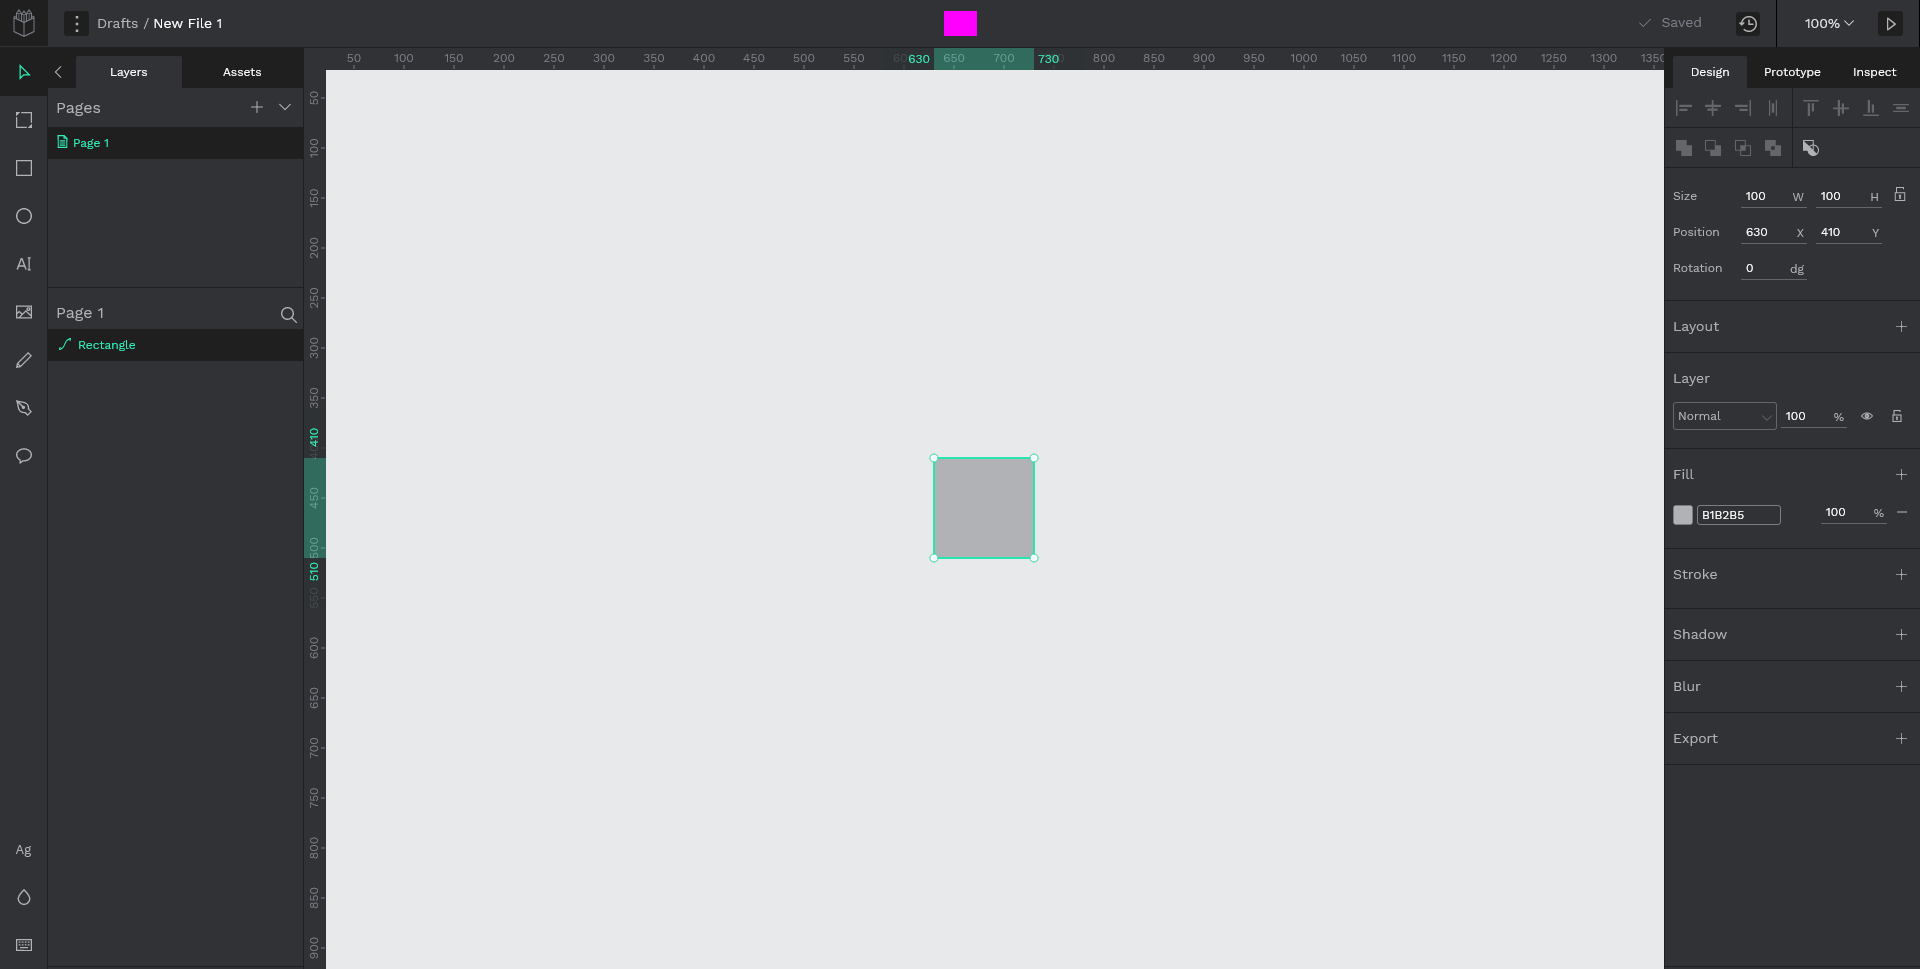 Drafts / New File 1
Saved
100%
Layers
Assets
Pages
Page 1
Page 1
Rectangle
AI
Ag
50 100 150 200 250 300 350 400 450 500 550 600 630 650 700 730 800 850 900 950 1000 1050 1100 1150 1200 1250 1300 1350
50
100
150
200
250
300
350
410
450
500
510
550
600
650
700
750
800
850
900
Design
Prototype
Inspect
Size 100 W 100 H
Position 630 X 410 Y
Rotation 0 dg
Layout
Layer
Normal 100 %
Fill
B1B2B5 100 %
Stroke
Shadow
Blur
Export